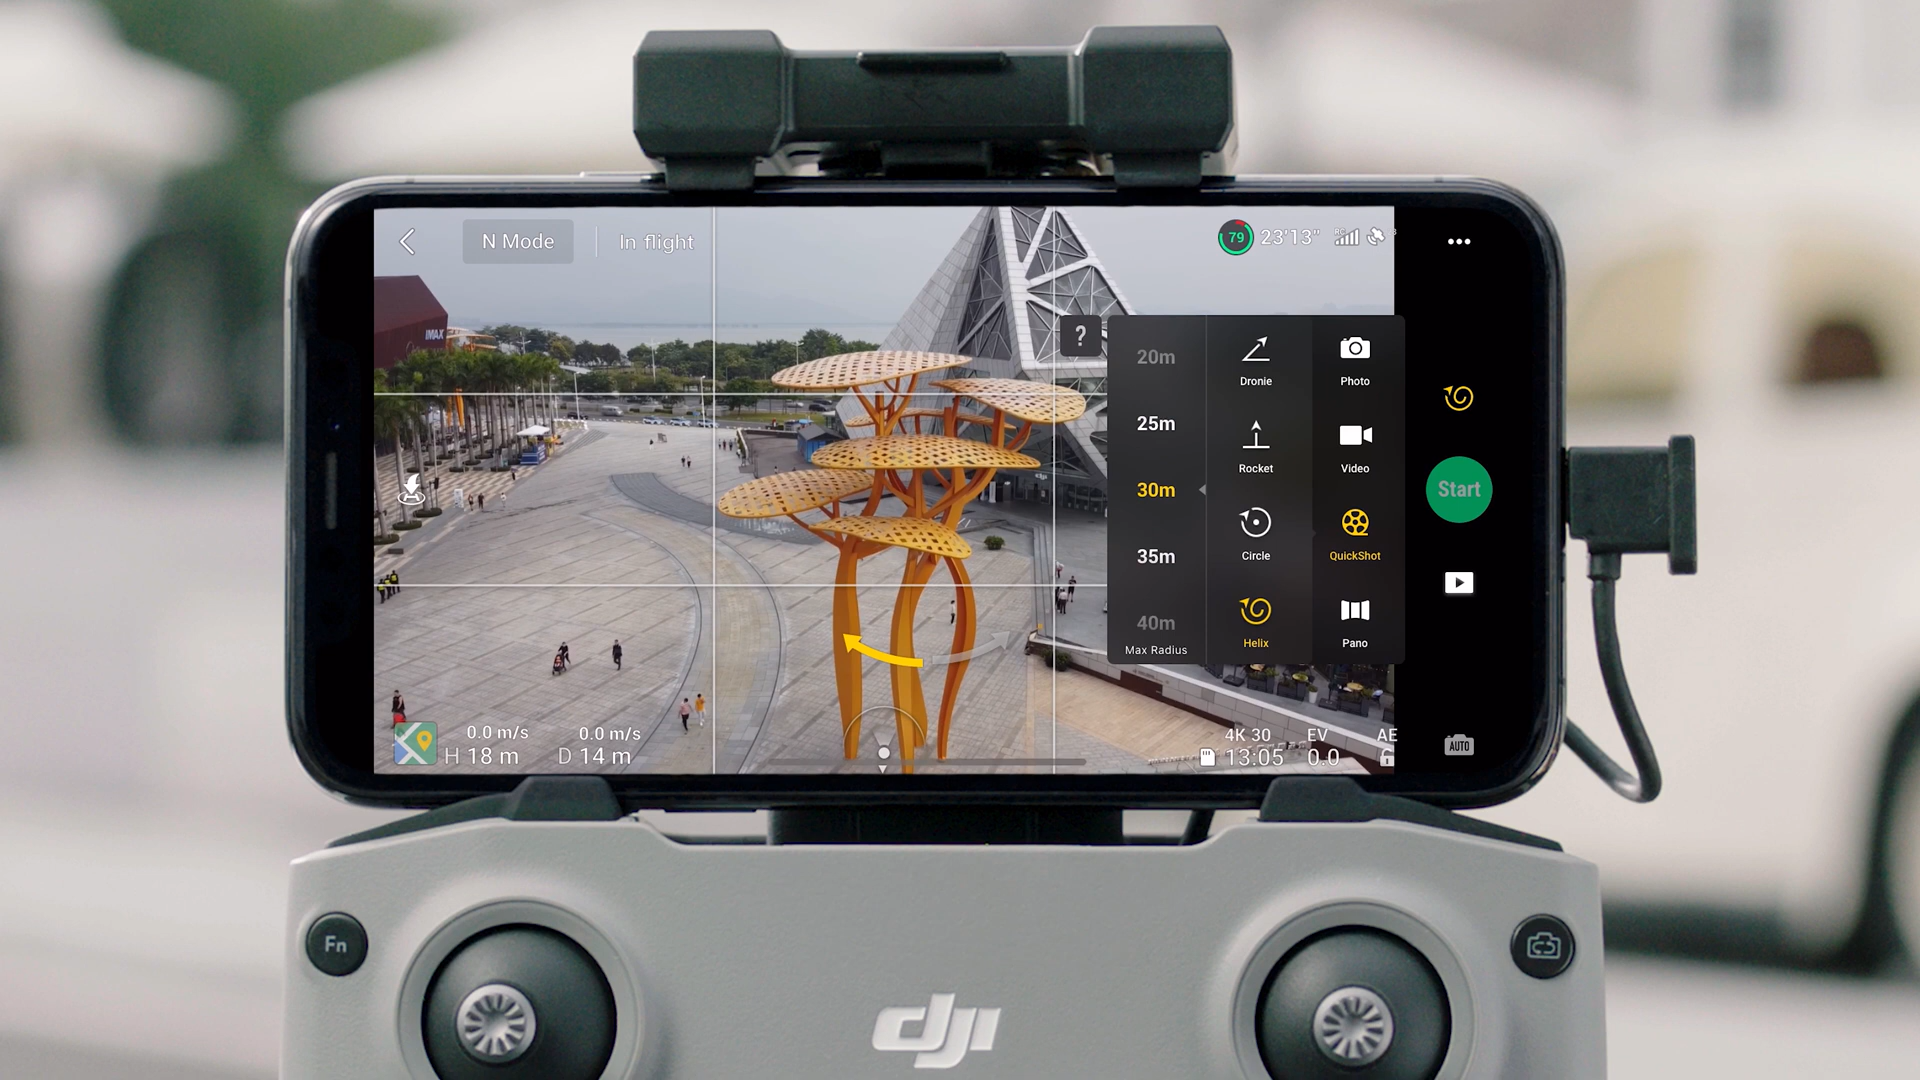 N Mode
In flight
79
23'13"
RC
IMAX
?
20m
25m
30m
35m
40m
Max Radius
Dronie
Rocket
Circle
Helix
Photo
Video
QuickShot
Pano
Start
AUTO
0.0 m/s
0.0 m/s
H 18 m
D 14 m
4K 30
EV
AE
13:05
0.0
Fn
dji